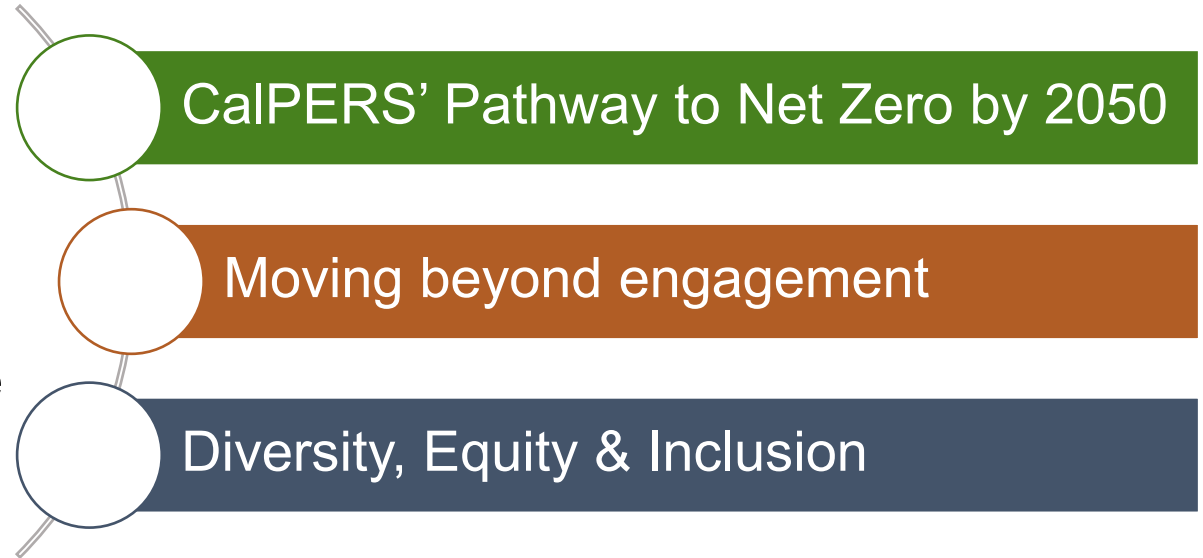 CalPERS’ Pathway to Net Zero by 2050
Moving beyond engagement
Diversity, Equity & Inclusion